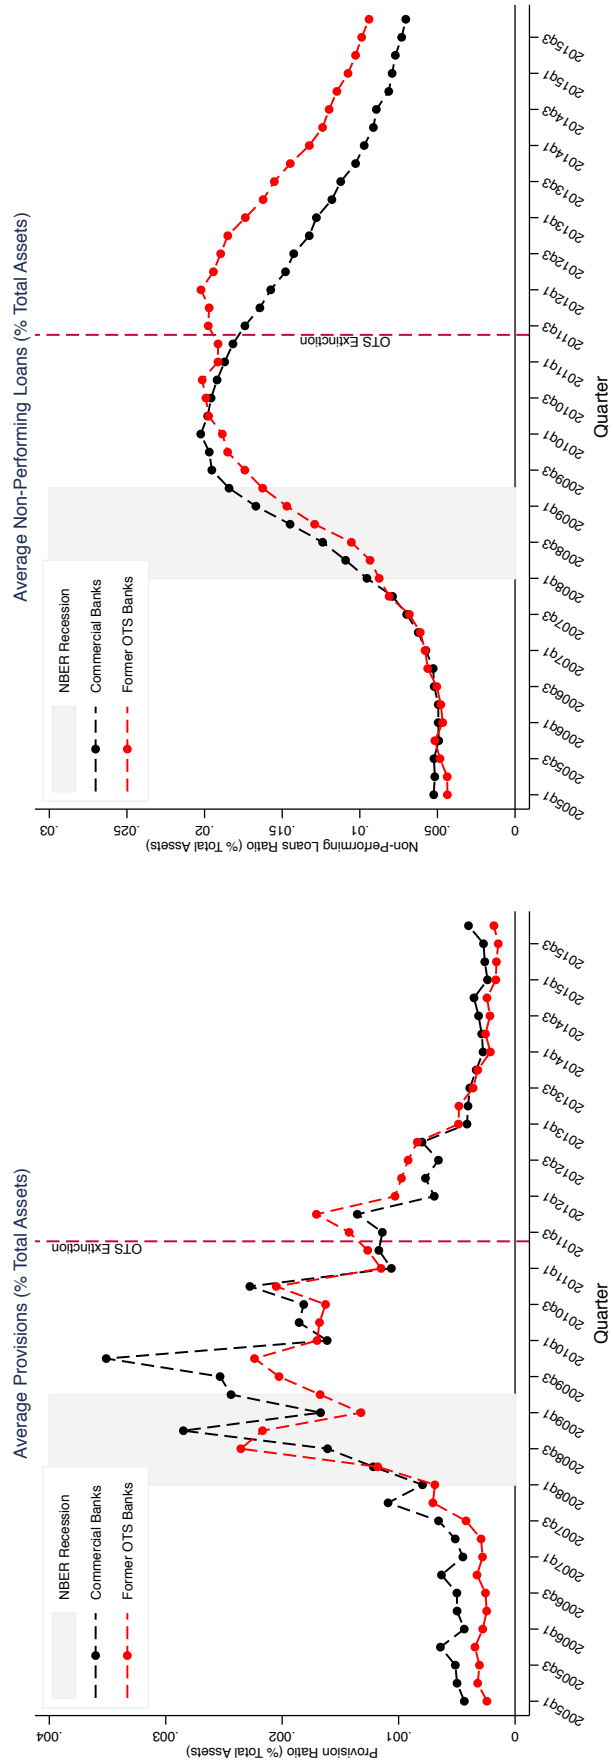 Average Provisions (% Total Assets)
Provision Ratio (% Total Assets)
.004
.003
.002
.001
0
NBER Recession
Commercial Banks
Former OTS Banks
OTS Extinction
2005q1
2005q3
2006q1
2006q3
2007q1
2007q3
2008q1
2008q3
2009q1
2009q3
2010q1
2010q3
2011q1
2011q3
2012q1
2012q3
2013q1
2013q3
2014q1
2014q3
2015q1
2015q3
Quarter
Average Non-Performing Loans (% Total Assets)
Non-Performing Loans Ratio (% Total Assets)
.03
.025
.02
.015
.01
.005
0
NBER Recession
Commercial Banks
Former OTS Banks
OTS Extinction
2005q1
2005q3
2006q1
2006q3
2007q1
2007q3
2008q1
2008q3
2009q1
2009q3
2010q1
2010q3
2011q1
2011q3
2012q1
2012q3
2013q1
2013q3
2014q1
2014q3
2015q1
2015q3
Quarter